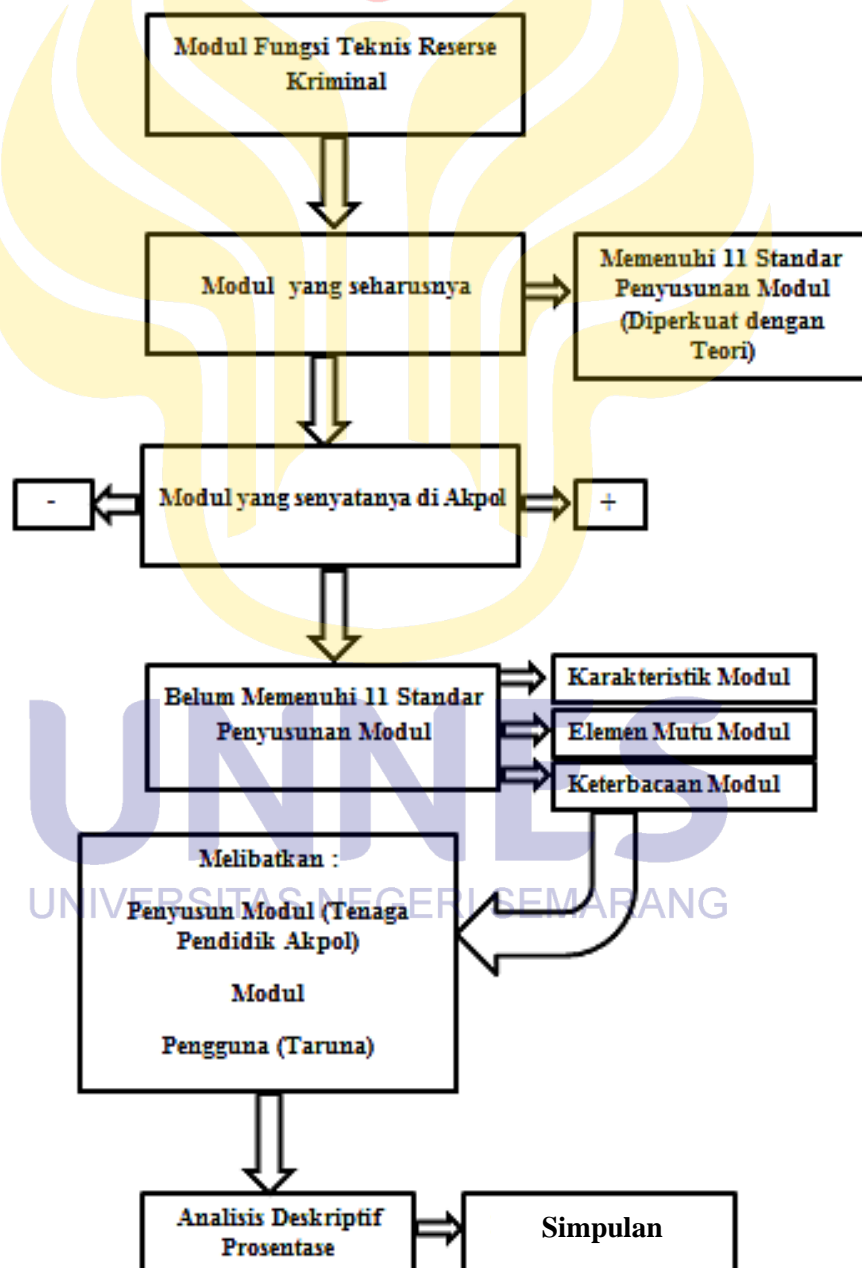 Modul Fungsi Teknis Reserse
Kriminal
Modul yang seharusnya
Memenuhi 11 Standar
Penyusunan Modul
(Diperkuat dengan
Teori)
-
Modul yang senyatanya di Akpol
+
Belum Memenuhi 11 Standar
Penyusunan Modul
Karakteristik Modul
Elemen Mutu Modul
Keterbacaan Modul
UNNES
UNIVERSITAS NEGERI SEMARANG
Melibatkan :
Penyusun Modul (Tenaga
Pendidik Akpol)
Modul
Pengguna (Taruna)
Analisis Deskriptif
Prosentase
Simpulan